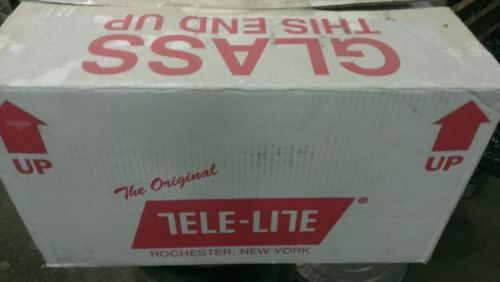 GLASS
THIS END UP
UP
UP
The Original
TELE-LITE®
ROCHESTER, NEW YORK